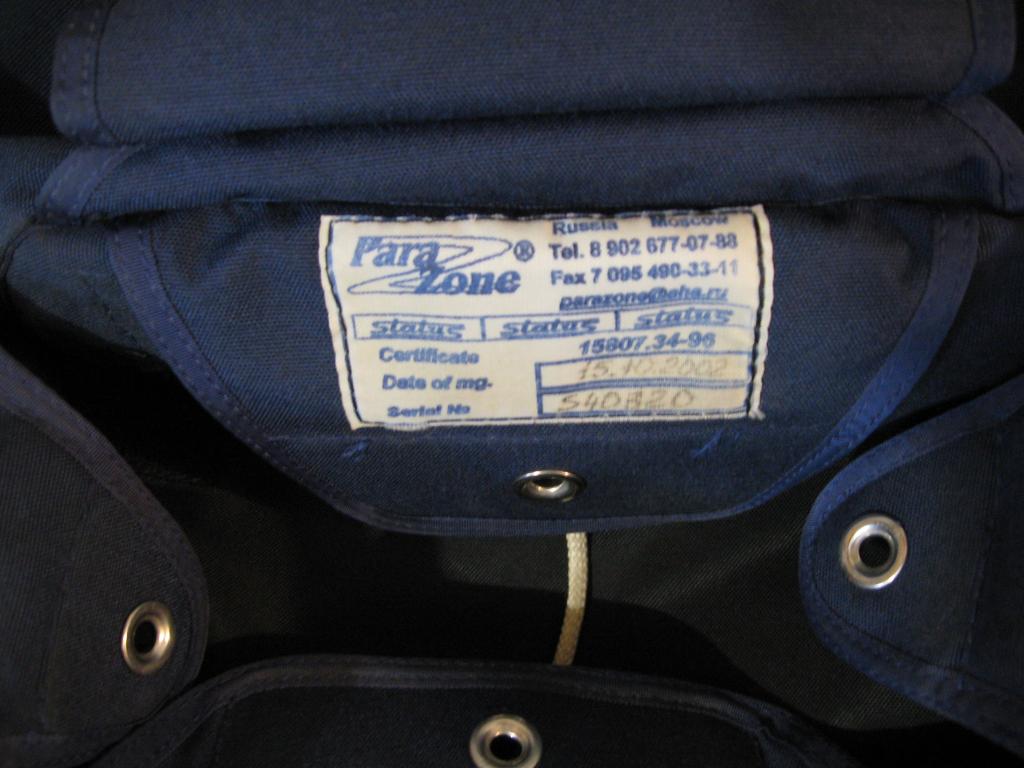 Para Zone ®
Russia Moscow
Tel. 8 902 677-07-88
Fax 7 095 490-33-11
parazone@aha.ru
status status status
Certificate 15807.34-96
Date of mg. 15.10.2002
Serial No